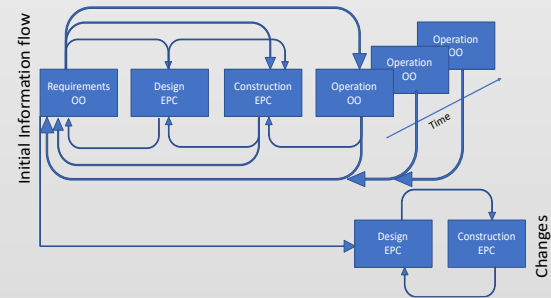 Initial Information flow
Requirements
OO
Design
EPC
Construction
EPC
Operation
OO
Operation
OO
Operation
OO
Time
Design
EPC
Construction
EPC
Changes